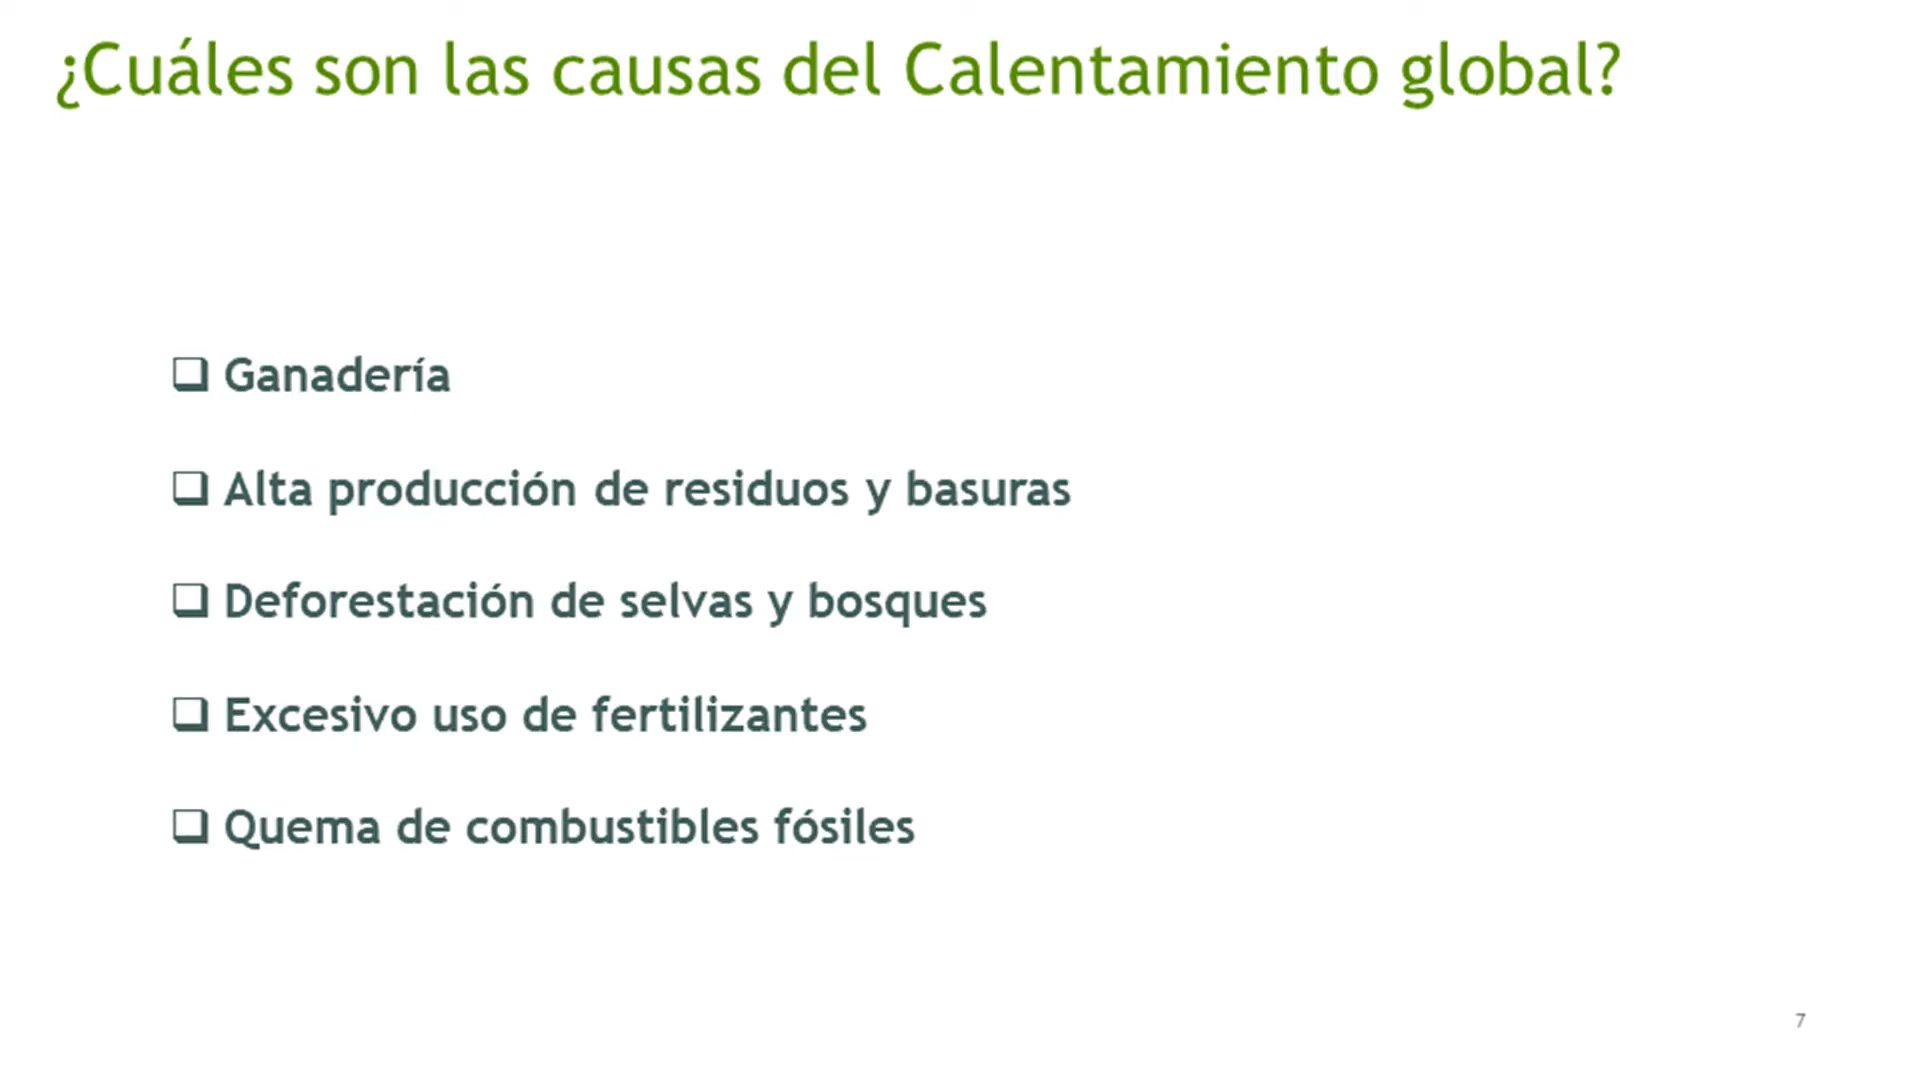 ¿Cuáles son las causas del Calentamiento global?
❑ Ganadería
❑ Alta producción de residuos y basuras
❑ Deforestación de selvas y bosques
❑ Excesivo uso de fertilizantes
❑ Quema de combustibles fósiles
7